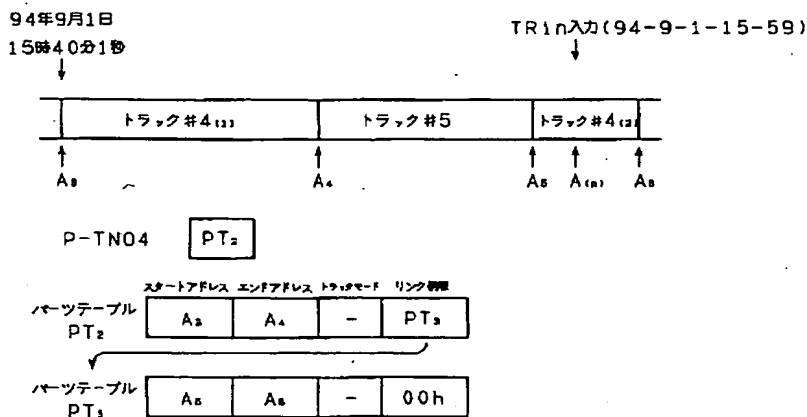 94年9月1日
15時40分1秒
TRin入力(94-9-1-15-59)
トラック#4(1) トラック#5 トラック#4(2)
A3 A4 A5 A(n) A6
P-TNO4 PT2
スタートアドレス エンドアドレス トラックモード リンク情報
パーツテーブル
PT2
A3 A4 - PT3
パーツテーブル
PT3
A5 A6 - 00h